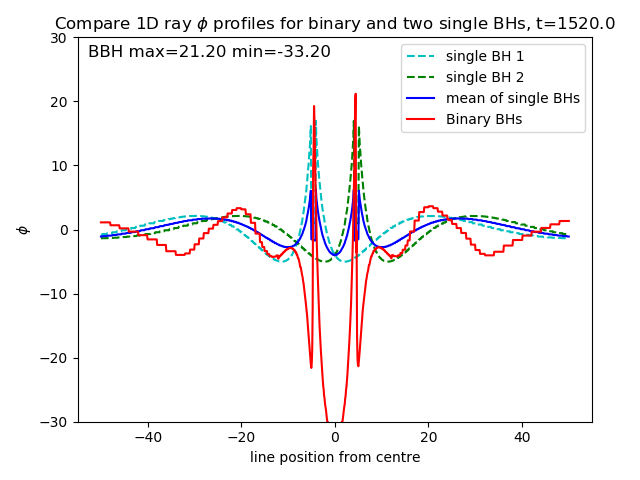 Compare 1D ray ϕ profiles for binary and two single BHs, t=1520.0
BBH max=21.20 min=-33.20
single BH 1
single BH 2
mean of single BHs
Binary BHs
30
20
10
0
−10
−20
−30
ϕ
−40
−20
0
20
40
line position from centre